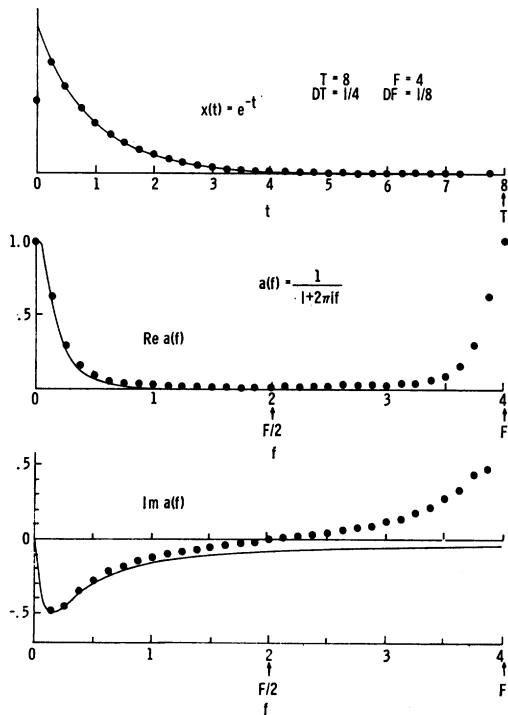 T = 8 F = 4
DT = 1/4 DF = 1/8
x(t) = e^-t
0 1 2 3 4 5 6 7 8
t
T
1.0
.5
0
a(f) = 1/(1+2πif)
Re a(f)
0 1 2 3 4
F/2 F
f
.5
0
-.5
Im a(f)
0 1 2 3 4
F/2 F
f